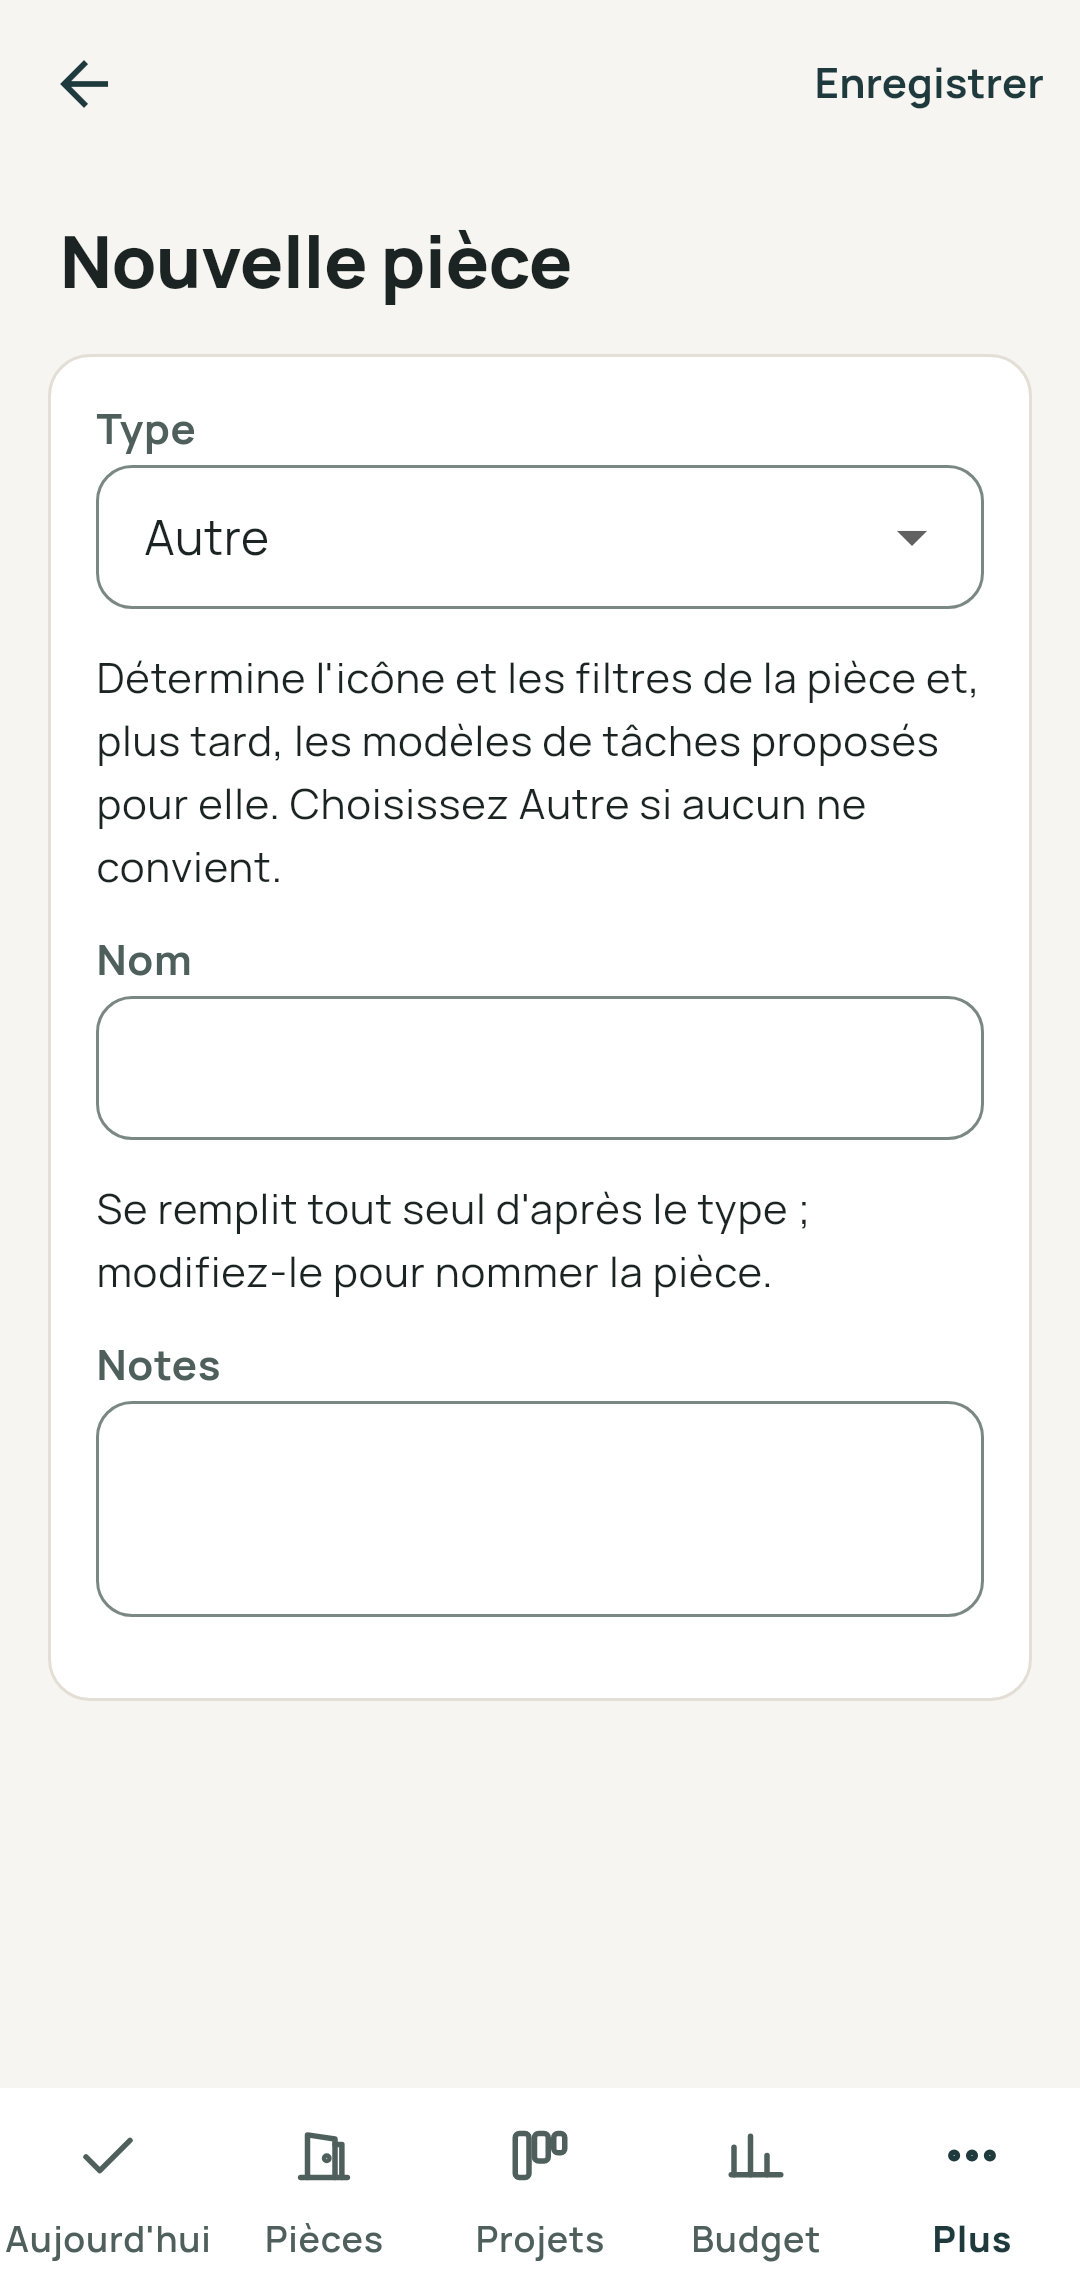 Enregistrer
Nouvelle pièce
Type
Autre
Détermine l'icône et les filtres de la pièce et,
plus tard, les modèles de tâches proposés
pour elle. Choisissez Autre si aucun ne
convient.
Nom
Se remplit tout seul d'après le type ;
modifiez-le pour nommer la pièce.
Notes
Aujourd'hui
Pièces
Projets
Budget
Plus